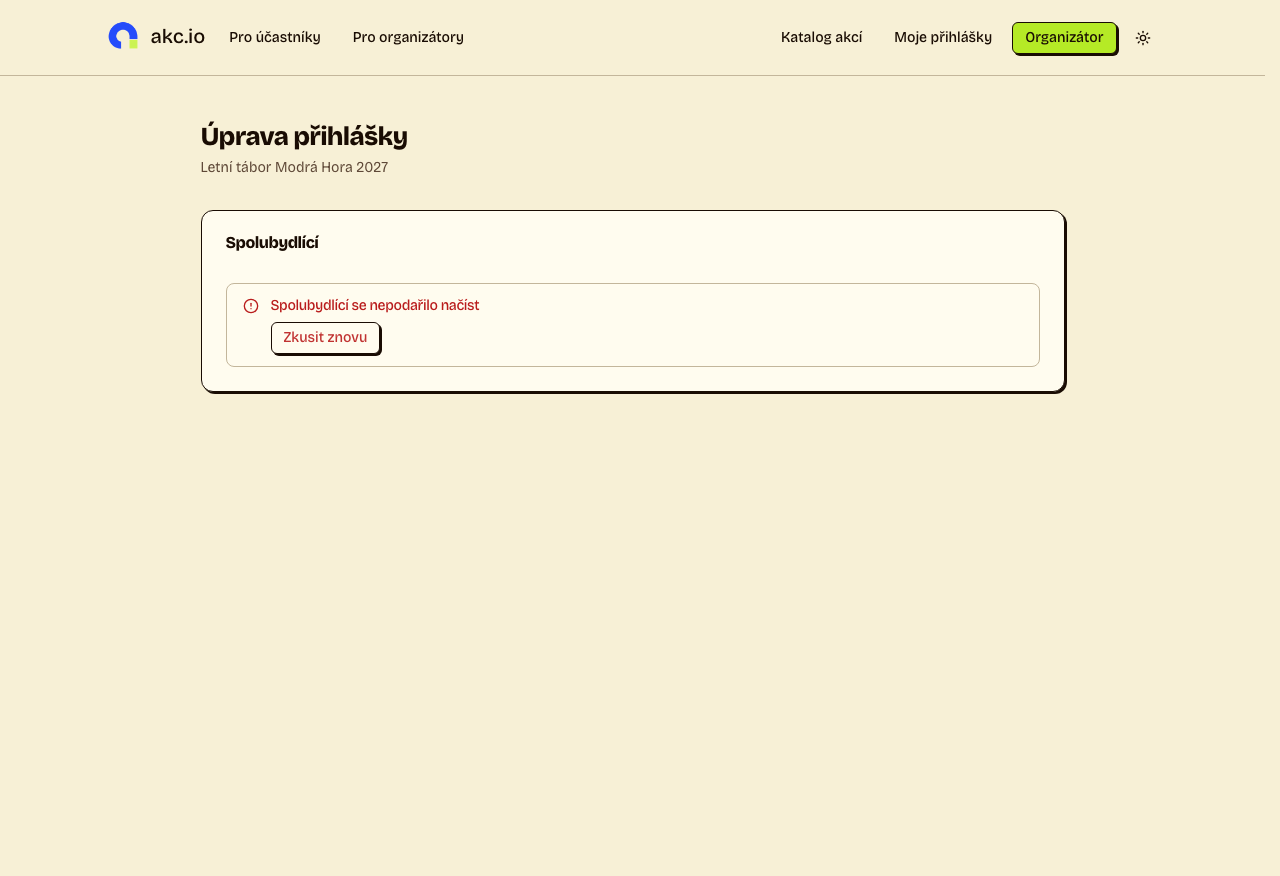 akc.io
Pro účastníky
Pro organizátory
Katalog akcí
Moje přihlášky
Organizátor
Úprava přihlášky
Letní tábor Modrá Hora 2027
Spolubydlící
Spolubydlící se nepodařilo načíst
Zkusit znovu